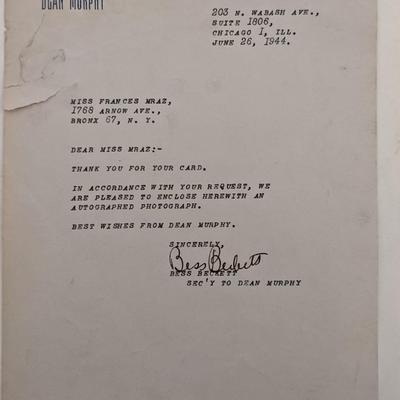 DEAN MURPHY
203 N. WABASH AVE.,
SUITE 1806,
CHICAGO 1, ILL.
JUNE 26, 1944.
MISS FRANCES MRAZ,
1768 ARNOW AVE.,
BRONX 67, N. Y.
DEAR MISS MRAZ:-
THANK YOU FOR YOUR CARD.
IN ACCORDANCE WITH YOUR REQUEST, WE
ARE PLEASED TO ENCLOSE HEREWITH AN
AUTOGRAPHED PHOTOGRAPH.
BEST WISHES FROM DEAN MURPHY.
SINCERELY,
Bess Beckett
BESS BECKETT
SEC'Y TO DEAN MURPHY